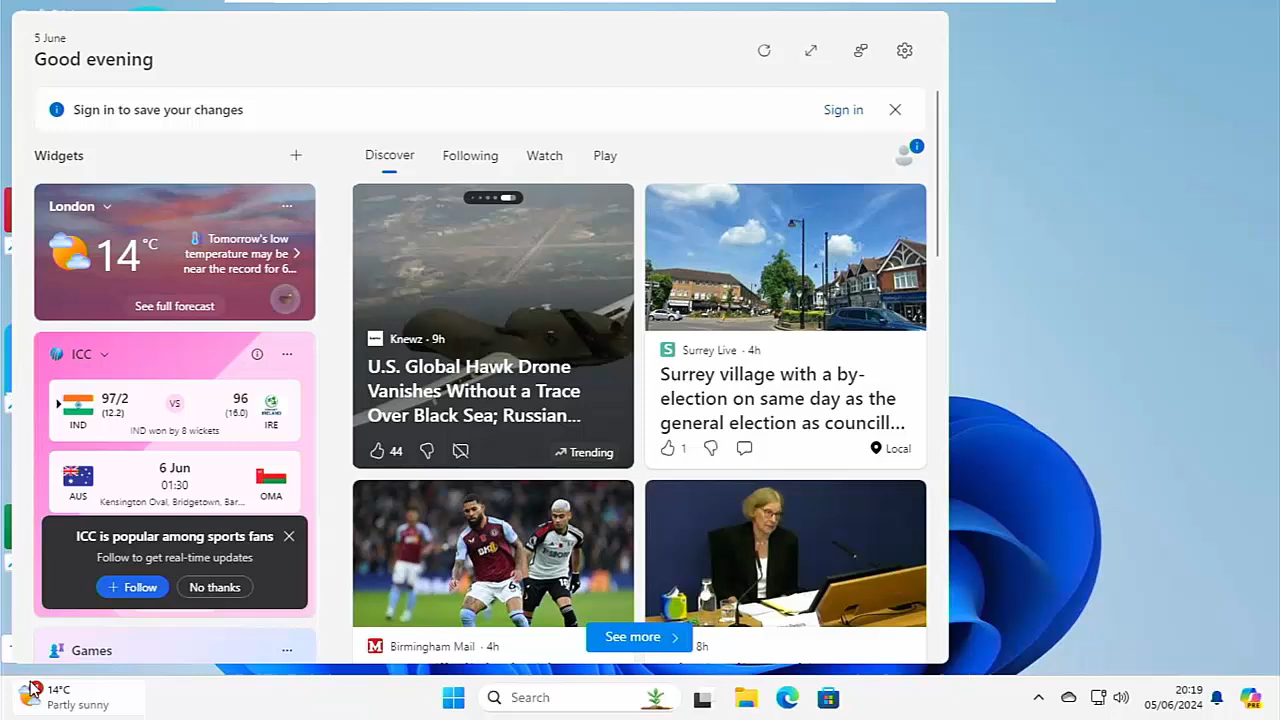 5 June
Good evening
Sign in to save your changes
Sign in
Widgets
Discover
Following
Watch
Play
London
14 °C
Tomorrow's low
temperature may be
near the record for 6...
See full forecast
ICC
97/2
(12.2)
IND
VS
96
(16.0)
IRE
IND won by 8 wickets
6 Jun
01:30
AUS
OMA
Kensington Oval, Bridgetown, Bar...
ICC is popular among sports fans
Follow to get real-time updates
+ Follow
No thanks
Games
Knewz · 9h
U.S. Global Hawk Drone
Vanishes Without a Trace
Over Black Sea; Russian...
44
Trending
Surrey Live · 4h
Surrey village with a by-
election on same day as the
general election as councill...
1
Local
Birmingham Mail · 4h
See more
8h
14°C
Partly sunny
Search
20:19
05/06/2024
PRE